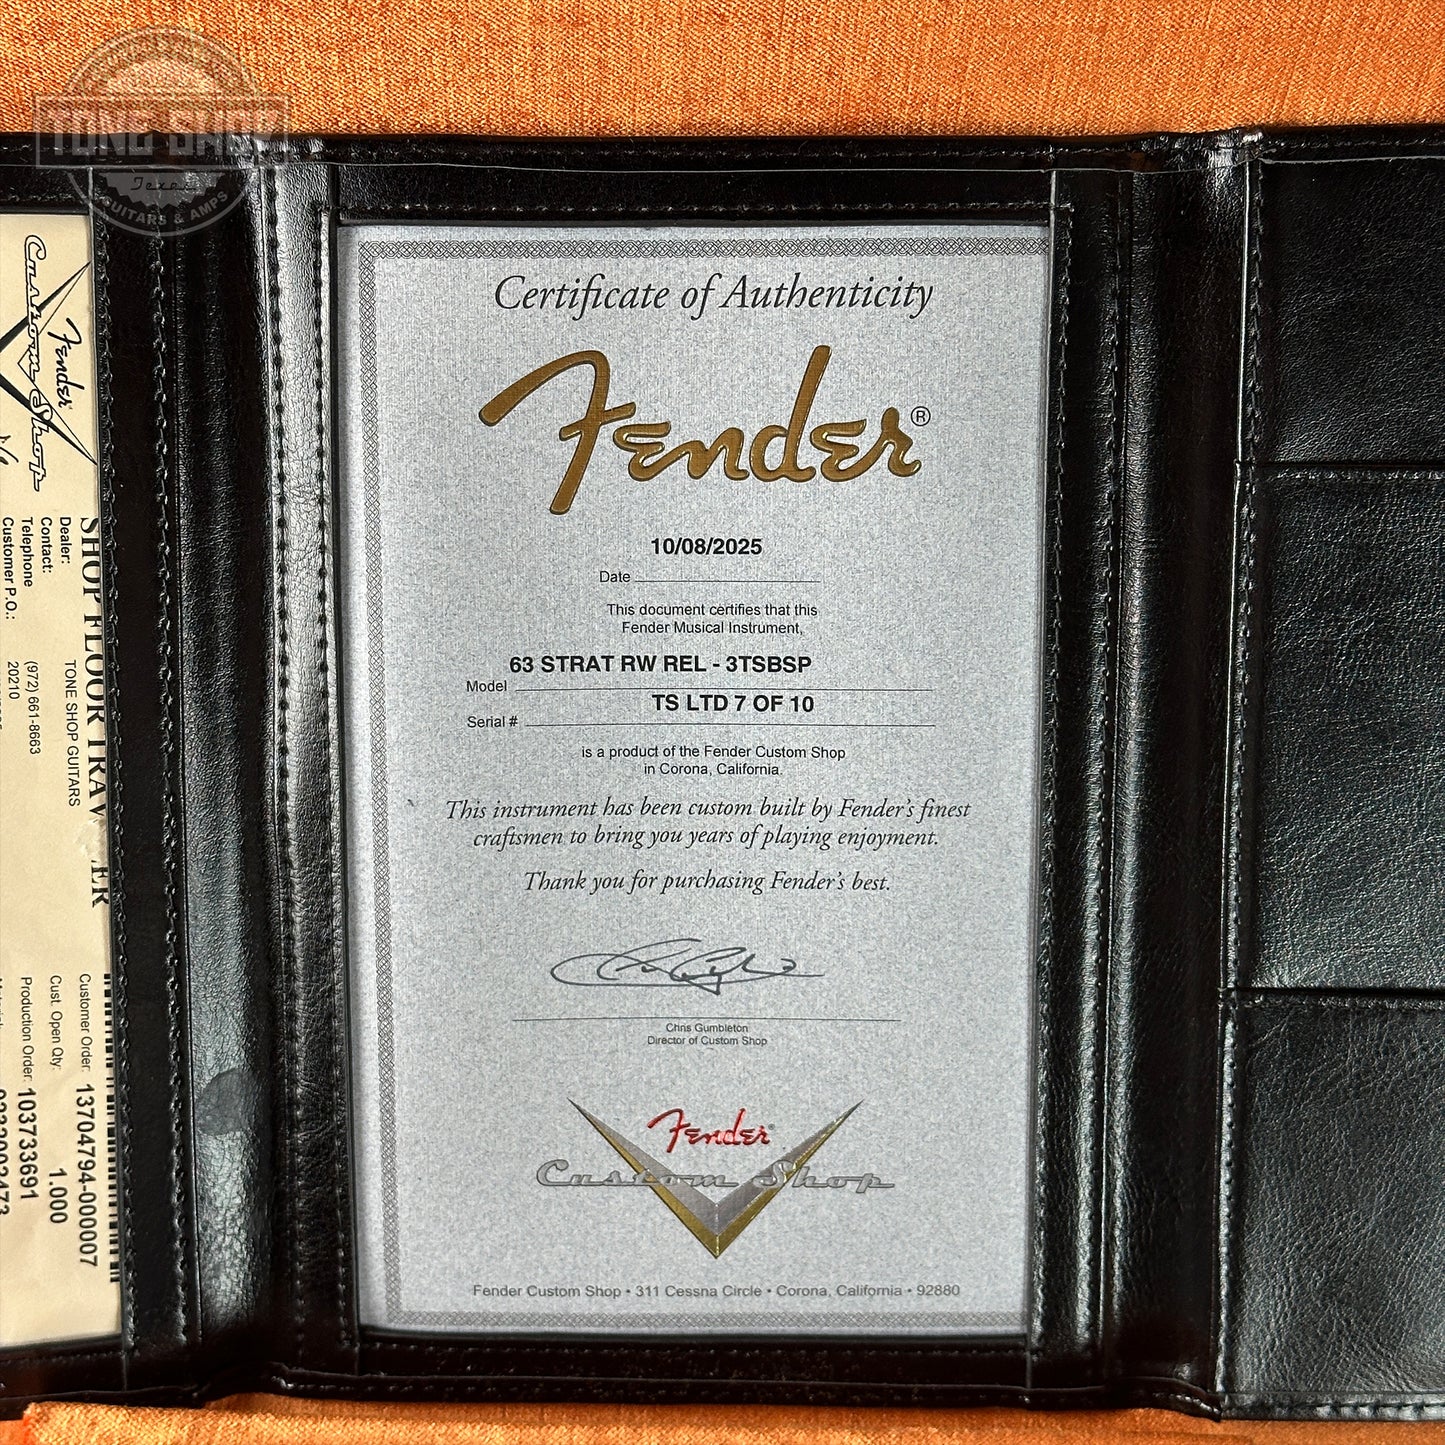 TONE SHOP
Texas
GUITARS & AMPS
Fender
Custom Shop
SHOP FLOOR TRAV ER
Dealer: TONE SHOP GUITARS
Contact:
Telephone (972) 661-8663
Customer P.O.: 20210
Customer Order: 13704794-000007
Cust. Open Qty: 1.000
Production Order: 103733691
Certificate of Authenticity
Fender®
10/08/2025
Date
This document certifies that this
Fender Musical Instrument,
63 STRAT RW REL - 3TSBSP
Model
TS LTD 7 OF 10
Serial #
is a product of the Fender Custom Shop
in Corona, California.
This instrument has been custom built by Fender's finest
craftsmen to bring you years of playing enjoyment.
Thank you for purchasing Fender's best.
Chris Gumbleton
Director of Custom Shop
Fender
Custom Shop
Fender Custom Shop • 311 Cessna Circle • Corona, California • 92880